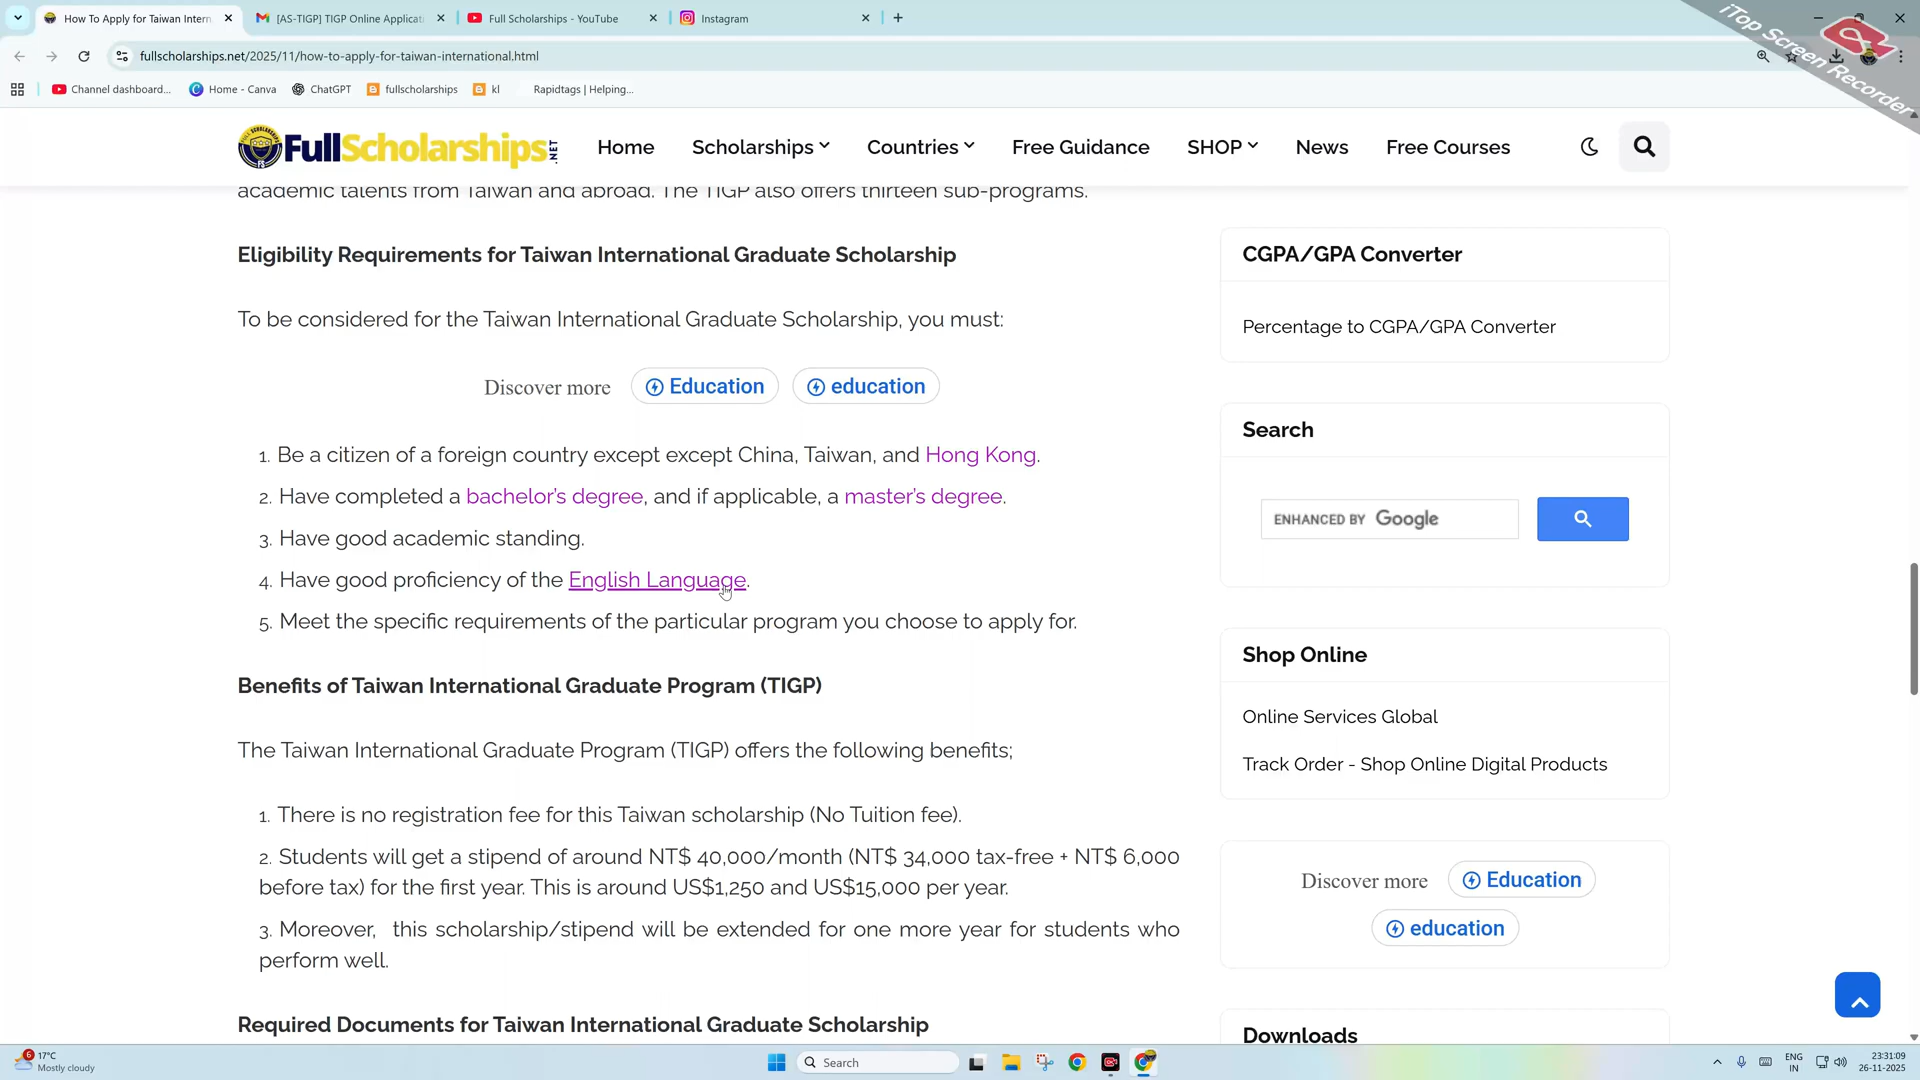 How To Apply for Taiwan Intern
[AS-TIGP] TIGP Online Applicati
Full Scholarships - YouTube
Instagram
fullscholarships.net/2025/11/how-to-apply-for-taiwan-international.html
Channel dashboard...
Home - Canva
ChatGPT
fullscholarships
kl
Rapidtags | Helping...
iTop Screen Recorder
FullScholarships.NET
Home
Scholarships
Countries
Free Guidance
SHOP
News
Free Courses
academic talents from Taiwan and abroad. The TIGP also offers thirteen sub-programs.
Eligibility Requirements for Taiwan International Graduate Scholarship
To be considered for the Taiwan International Graduate Scholarship, you must:
Discover more
Education
education
1. Be a citizen of a foreign country except except China, Taiwan, and Hong Kong.
2. Have completed a bachelor's degree, and if applicable, a master's degree.
3. Have good academic standing.
4. Have good proficiency of the English Language.
5. Meet the specific requirements of the particular program you choose to apply for.
Benefits of Taiwan International Graduate Program (TIGP)
The Taiwan International Graduate Program (TIGP) offers the following benefits;
1. There is no registration fee for this Taiwan scholarship (No Tuition fee).
2. Students will get a stipend of around NT$ 40,000/month (NT$ 34,000 tax-free + NT$ 6,000
before tax) for the first year. This is around US$1,250 and US$15,000 per year.
3. Moreover, this scholarship/stipend will be extended for one more year for students who
perform well.
Required Documents for Taiwan International Graduate Scholarship
CGPA/GPA Converter
Percentage to CGPA/GPA Converter
Search
ENHANCED BY Google
Shop Online
Online Services Global
Track Order - Shop Online Digital Products
Discover more
Education
education
Downloads
6
17°C
Mostly cloudy
Search
ENG
IN
23:31:09
26-11-2025